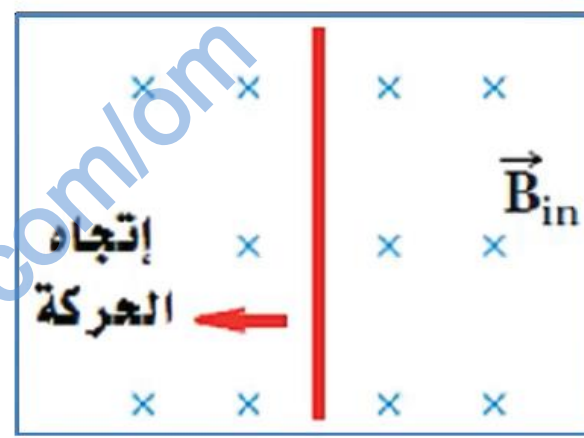 com/om
× × × ×
B⃗in
إتجاه
× × ×
الحركة
× × × ×